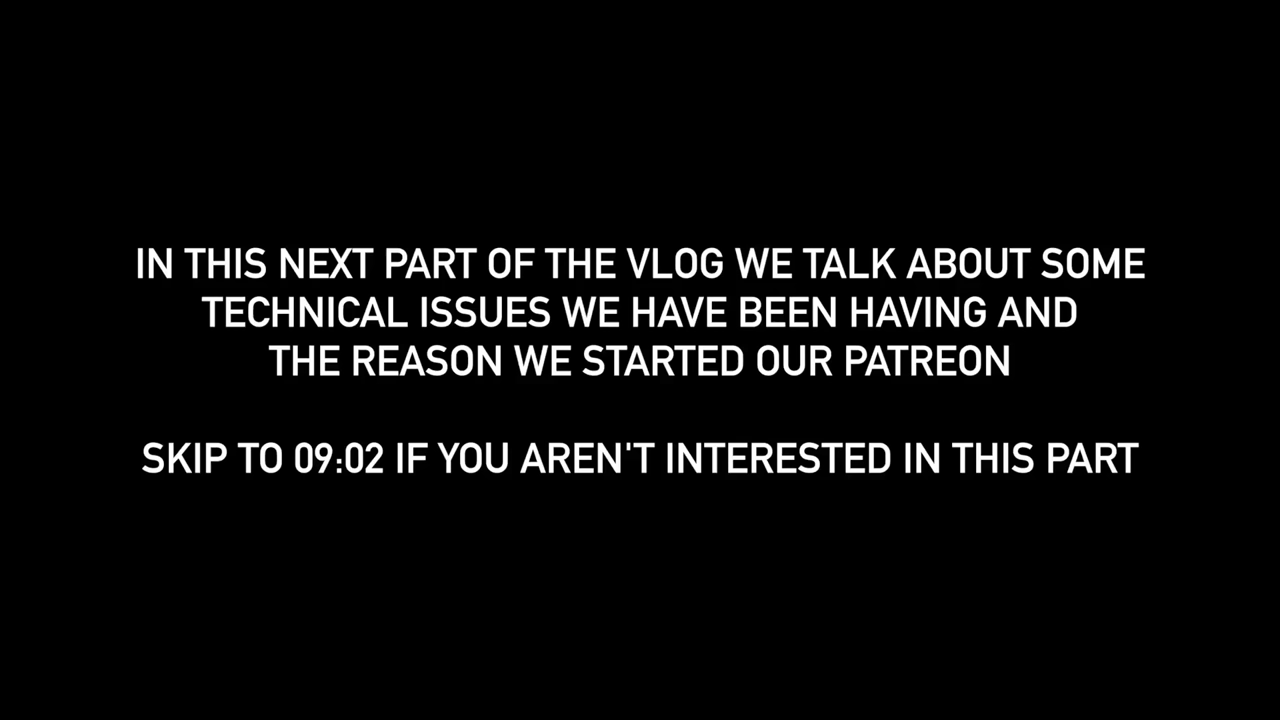 IN THIS NEXT PART OF THE VLOG WE TALK ABOUT SOME
TECHNICAL ISSUES WE HAVE BEEN HAVING AND
THE REASON WE STARTED OUR PATREON
SKIP TO 09:02 IF YOU AREN'T INTERESTED IN THIS PART